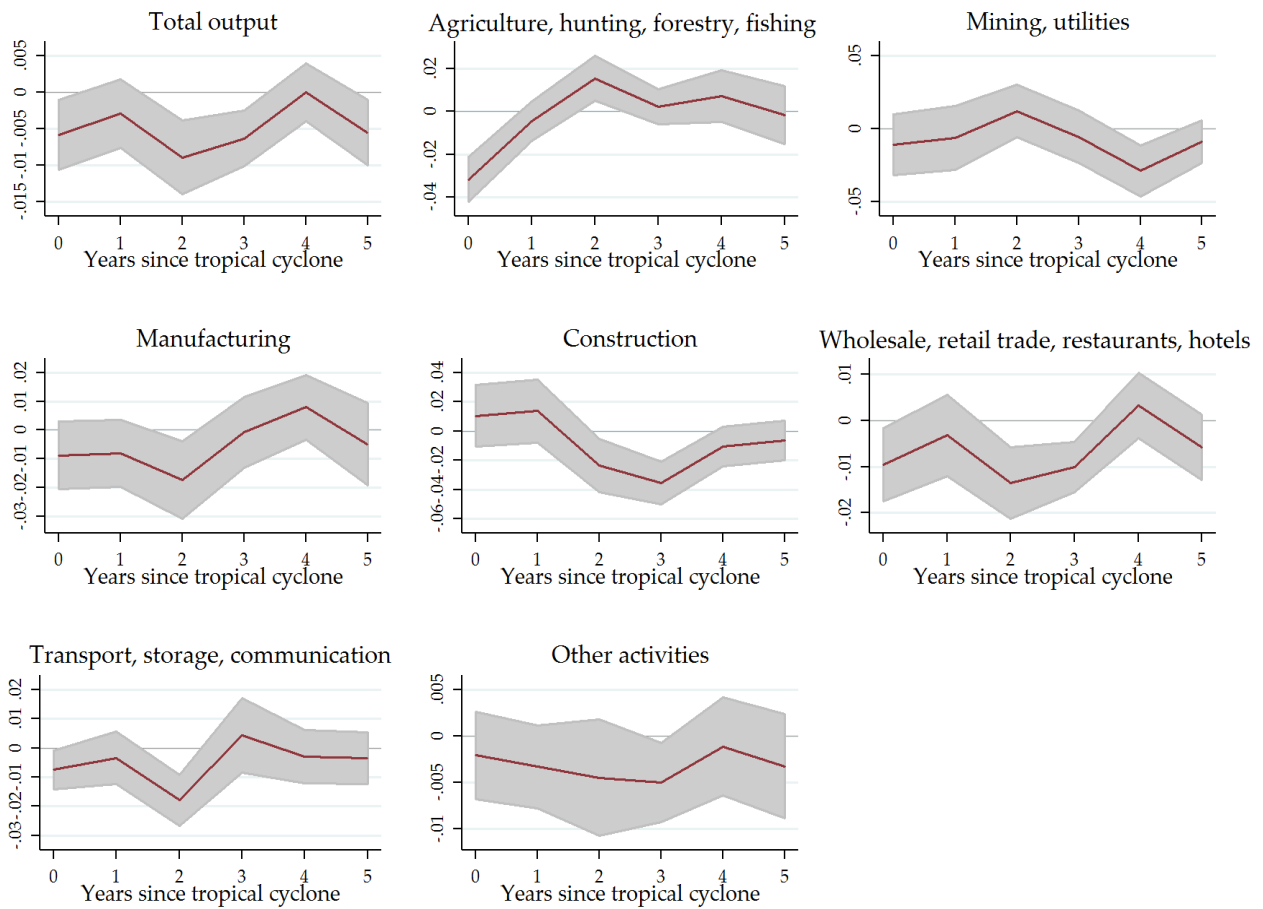 Total output
.005
0
-.005
-.01
-.015
0 1 2 3 4 5
Years since tropical cyclone
Agriculture, hunting, forestry, fishing
.02
0
-.02
-.04
0 1 2 3 4 5
Years since tropical cyclone
Mining, utilities
.05
0
-.05
0 1 2 3 4 5
Years since tropical cyclone
Manufacturing
.02
.01
0
-.01
-.02
-.03
0 1 2 3 4 5
Years since tropical cyclone
Construction
.04
.02
0
-.02
-.04
-.06
0 1 2 3 4 5
Years since tropical cyclone
Wholesale, retail trade, restaurants, hotels
.01
0
-.01
-.02
0 1 2 3 4 5
Years since tropical cyclone
Transport, storage, communication
.02
.01
0
-.01
-.02
-.03
0 1 2 3 4 5
Years since tropical cyclone
Other activities
.005
0
-.005
-.01
0 1 2 3 4 5
Years since tropical cyclone